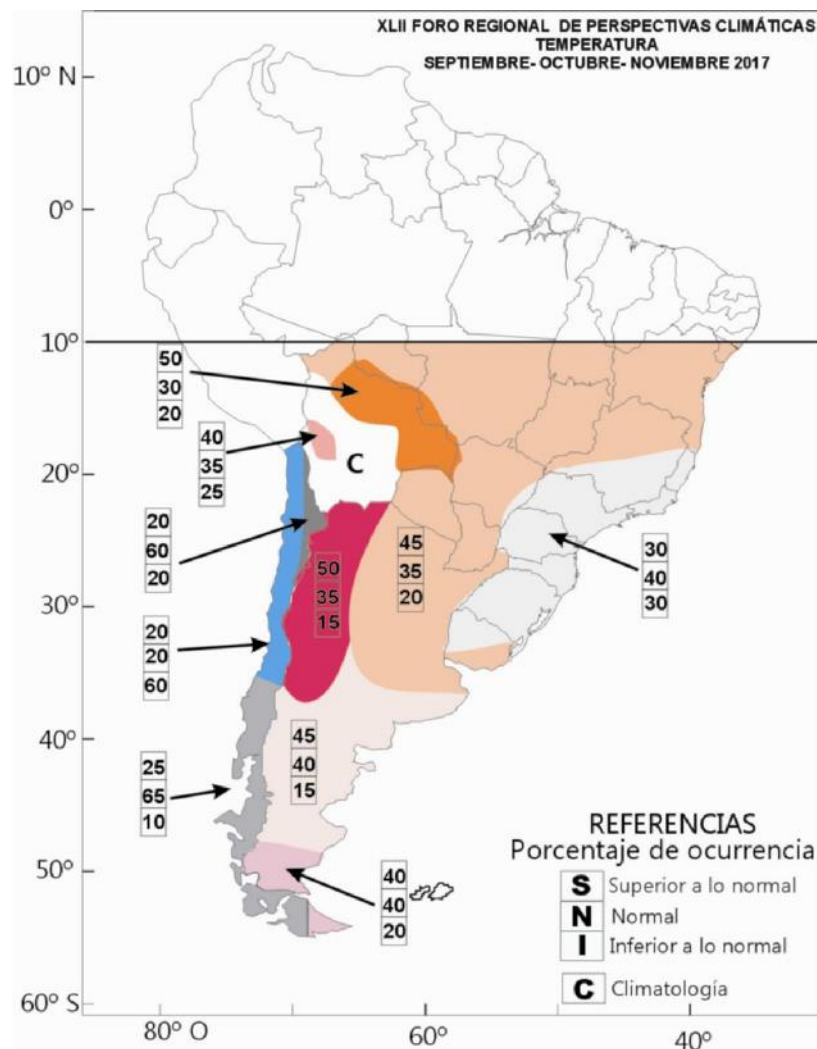 XLII FORO REGIONAL DE PERSPECTIVAS CLIMÁTICAS
TEMPERATURA
SEPTIEMBRE- OCTUBRE- NOVIEMBRE 2017
10º N
0º
10º
20º
30º
40º
50º
60º S
50
30
20
40
35
25
C
20
60
20
50
35
15
45
35
20
30
40
30
20
20
60
45
40
15
25
65
10
40
40
20
REFERENCIAS
Porcentaje de ocurrencia
S Superior a lo normal
N Normal
I Inferior a lo normal
C Climatología
80º O
60º
40º